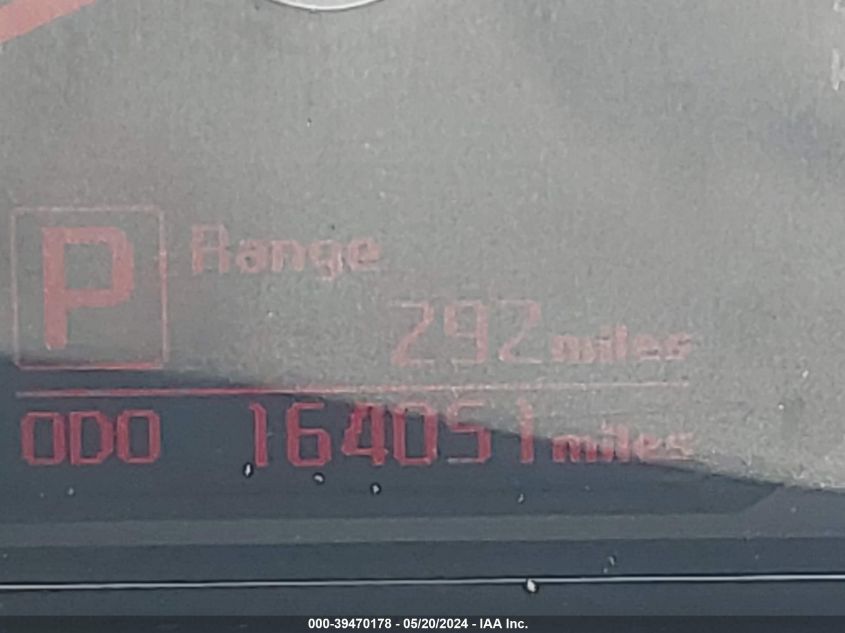 P Range
292 miles
ODO 164051 miles
000-39470178 - 05/20/2024 - IAA Inc.